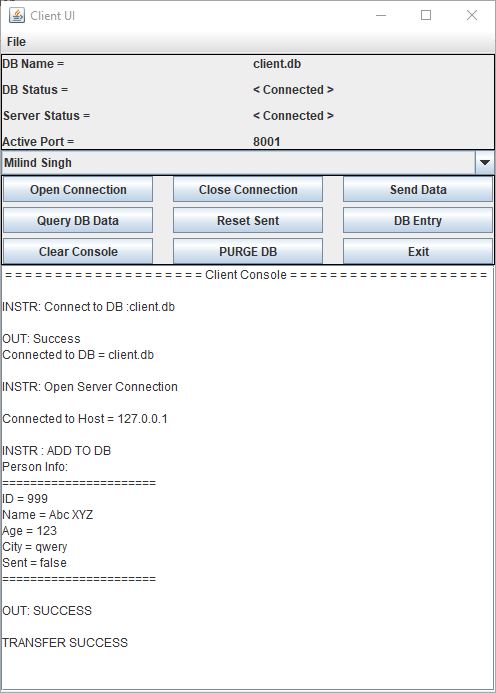 Client UI
File
DB Name = client.db
DB Status = < Connected >
Server Status = < Connected >
Active Port = 8001
Milind Singh
Open Connection Close Connection Send Data
Query DB Data Reset Sent DB Entry
Clear Console PURGE DB Exit
= = = = = = = = = = = = = = = = = = = = Client Console = = = = = = = = = = = = = = = = = = = =
INSTR: Connect to DB :client.db
OUT: Success
Connected to DB = client.db
INSTR: Open Server Connection
Connected to Host = 127.0.0.1
INSTR : ADD TO DB
Person Info:
======================
ID = 999
Name = Abc XYZ
Age = 123
City = qwery
Sent = false
======================
OUT: SUCCESS
TRANSFER SUCCESS